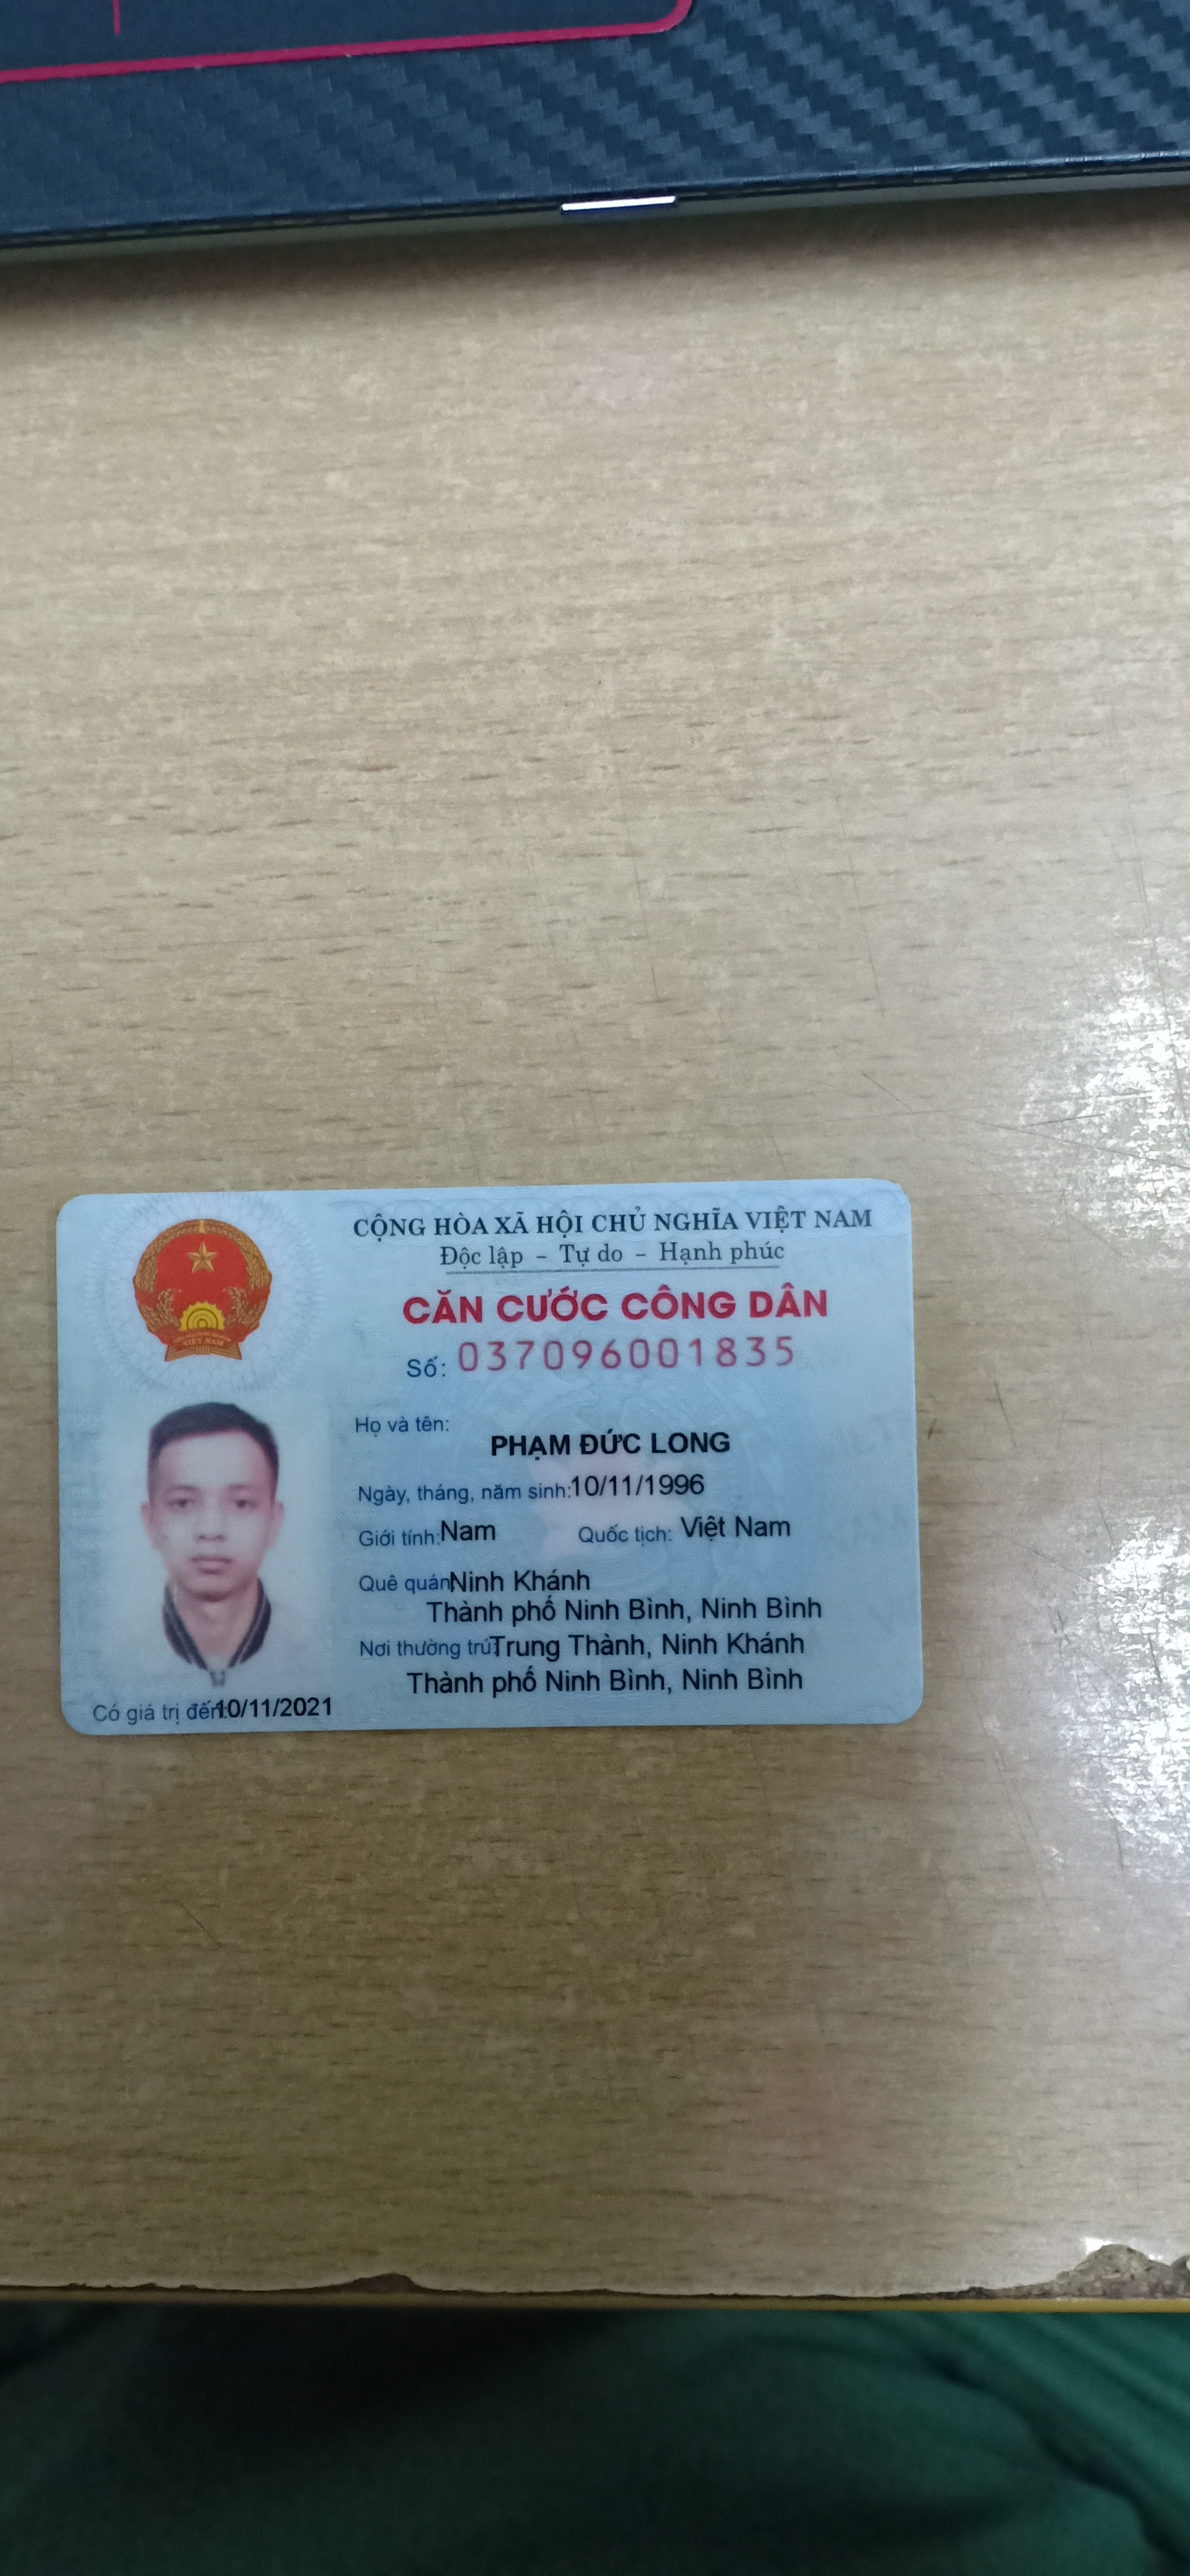 CỘNG HÒA XÃ HỘI CHỦ NGHĨA VIỆT NAM
Độc lập - Tự do - Hạnh phúc
CĂN CƯỚC CÔNG DÂN
Số: 037096001835
Họ và tên:
PHẠM ĐỨC LONG
Ngày, tháng, năm sinh:10/11/1996
Giới tính:Nam Quốc tịch: Việt Nam
Quê quán Ninh Khánh
Thành phố Ninh Bình, Ninh Bình
Nơi thường trú:Trung Thành, Ninh Khánh
Thành phố Ninh Bình, Ninh Bình
Có giá trị đến:10/11/2021
VIỆT NAM